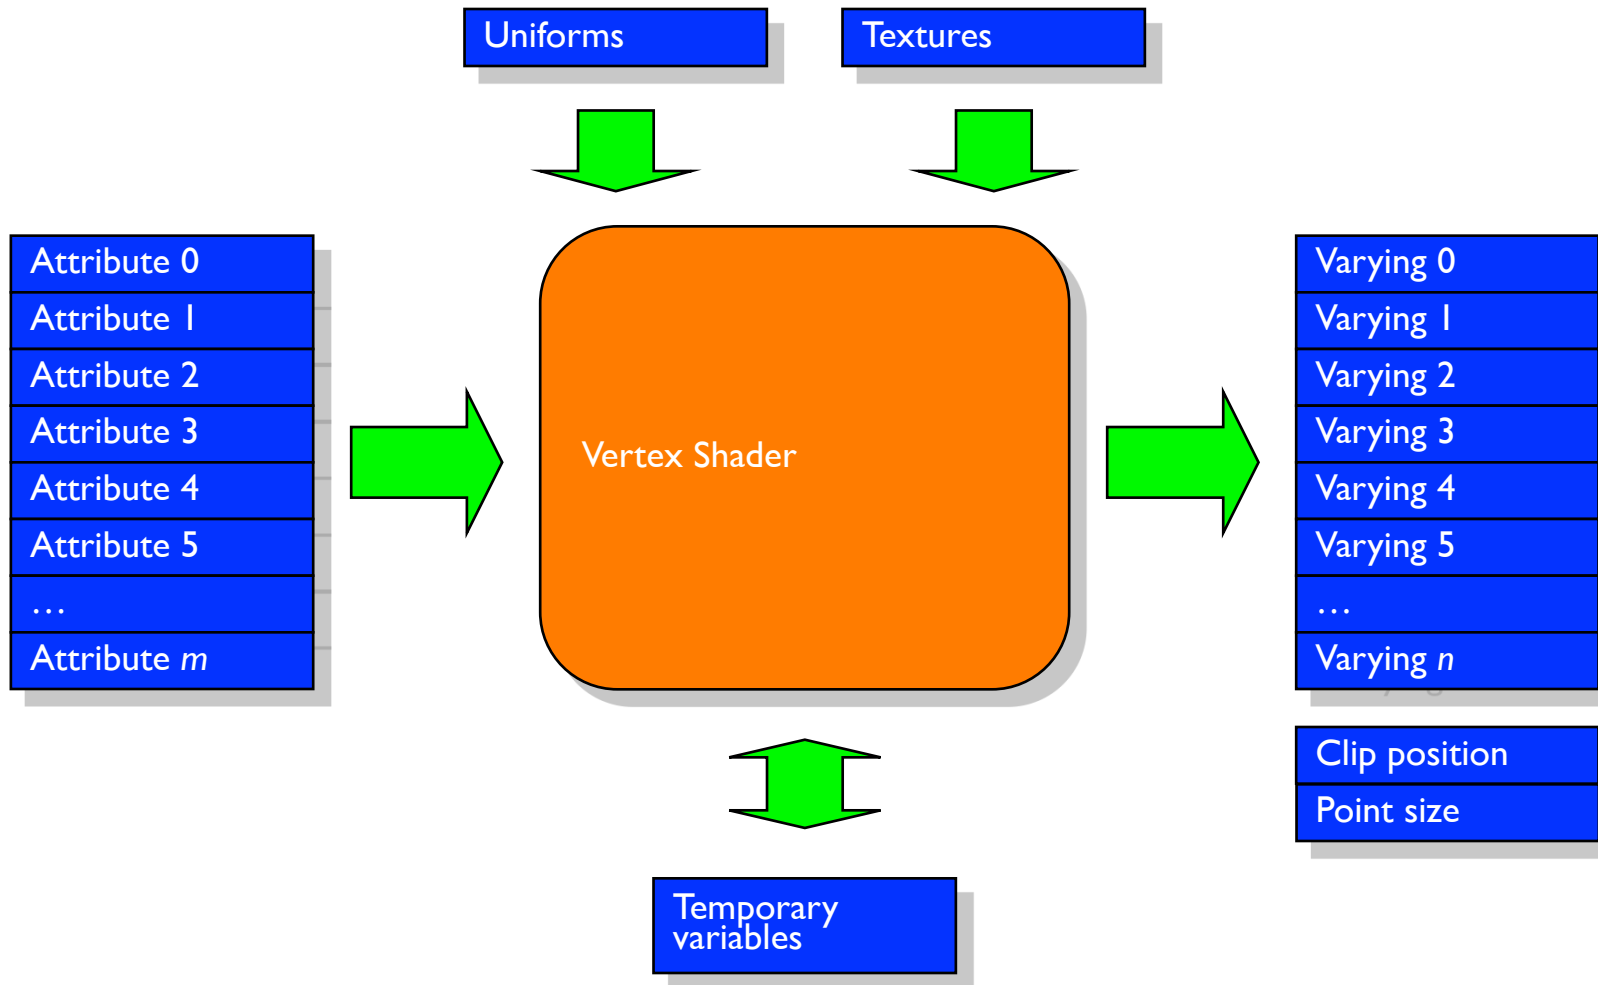 Uniforms
Textures
Attribute 0
Attribute 1
Attribute 2
Attribute 3
Attribute 4
Attribute 5
…
Attribute m
Vertex Shader
Varying 0
Varying 1
Varying 2
Varying 3
Varying 4
Varying 5
…
Varying n
Clip position
Point size
Temporary
variables